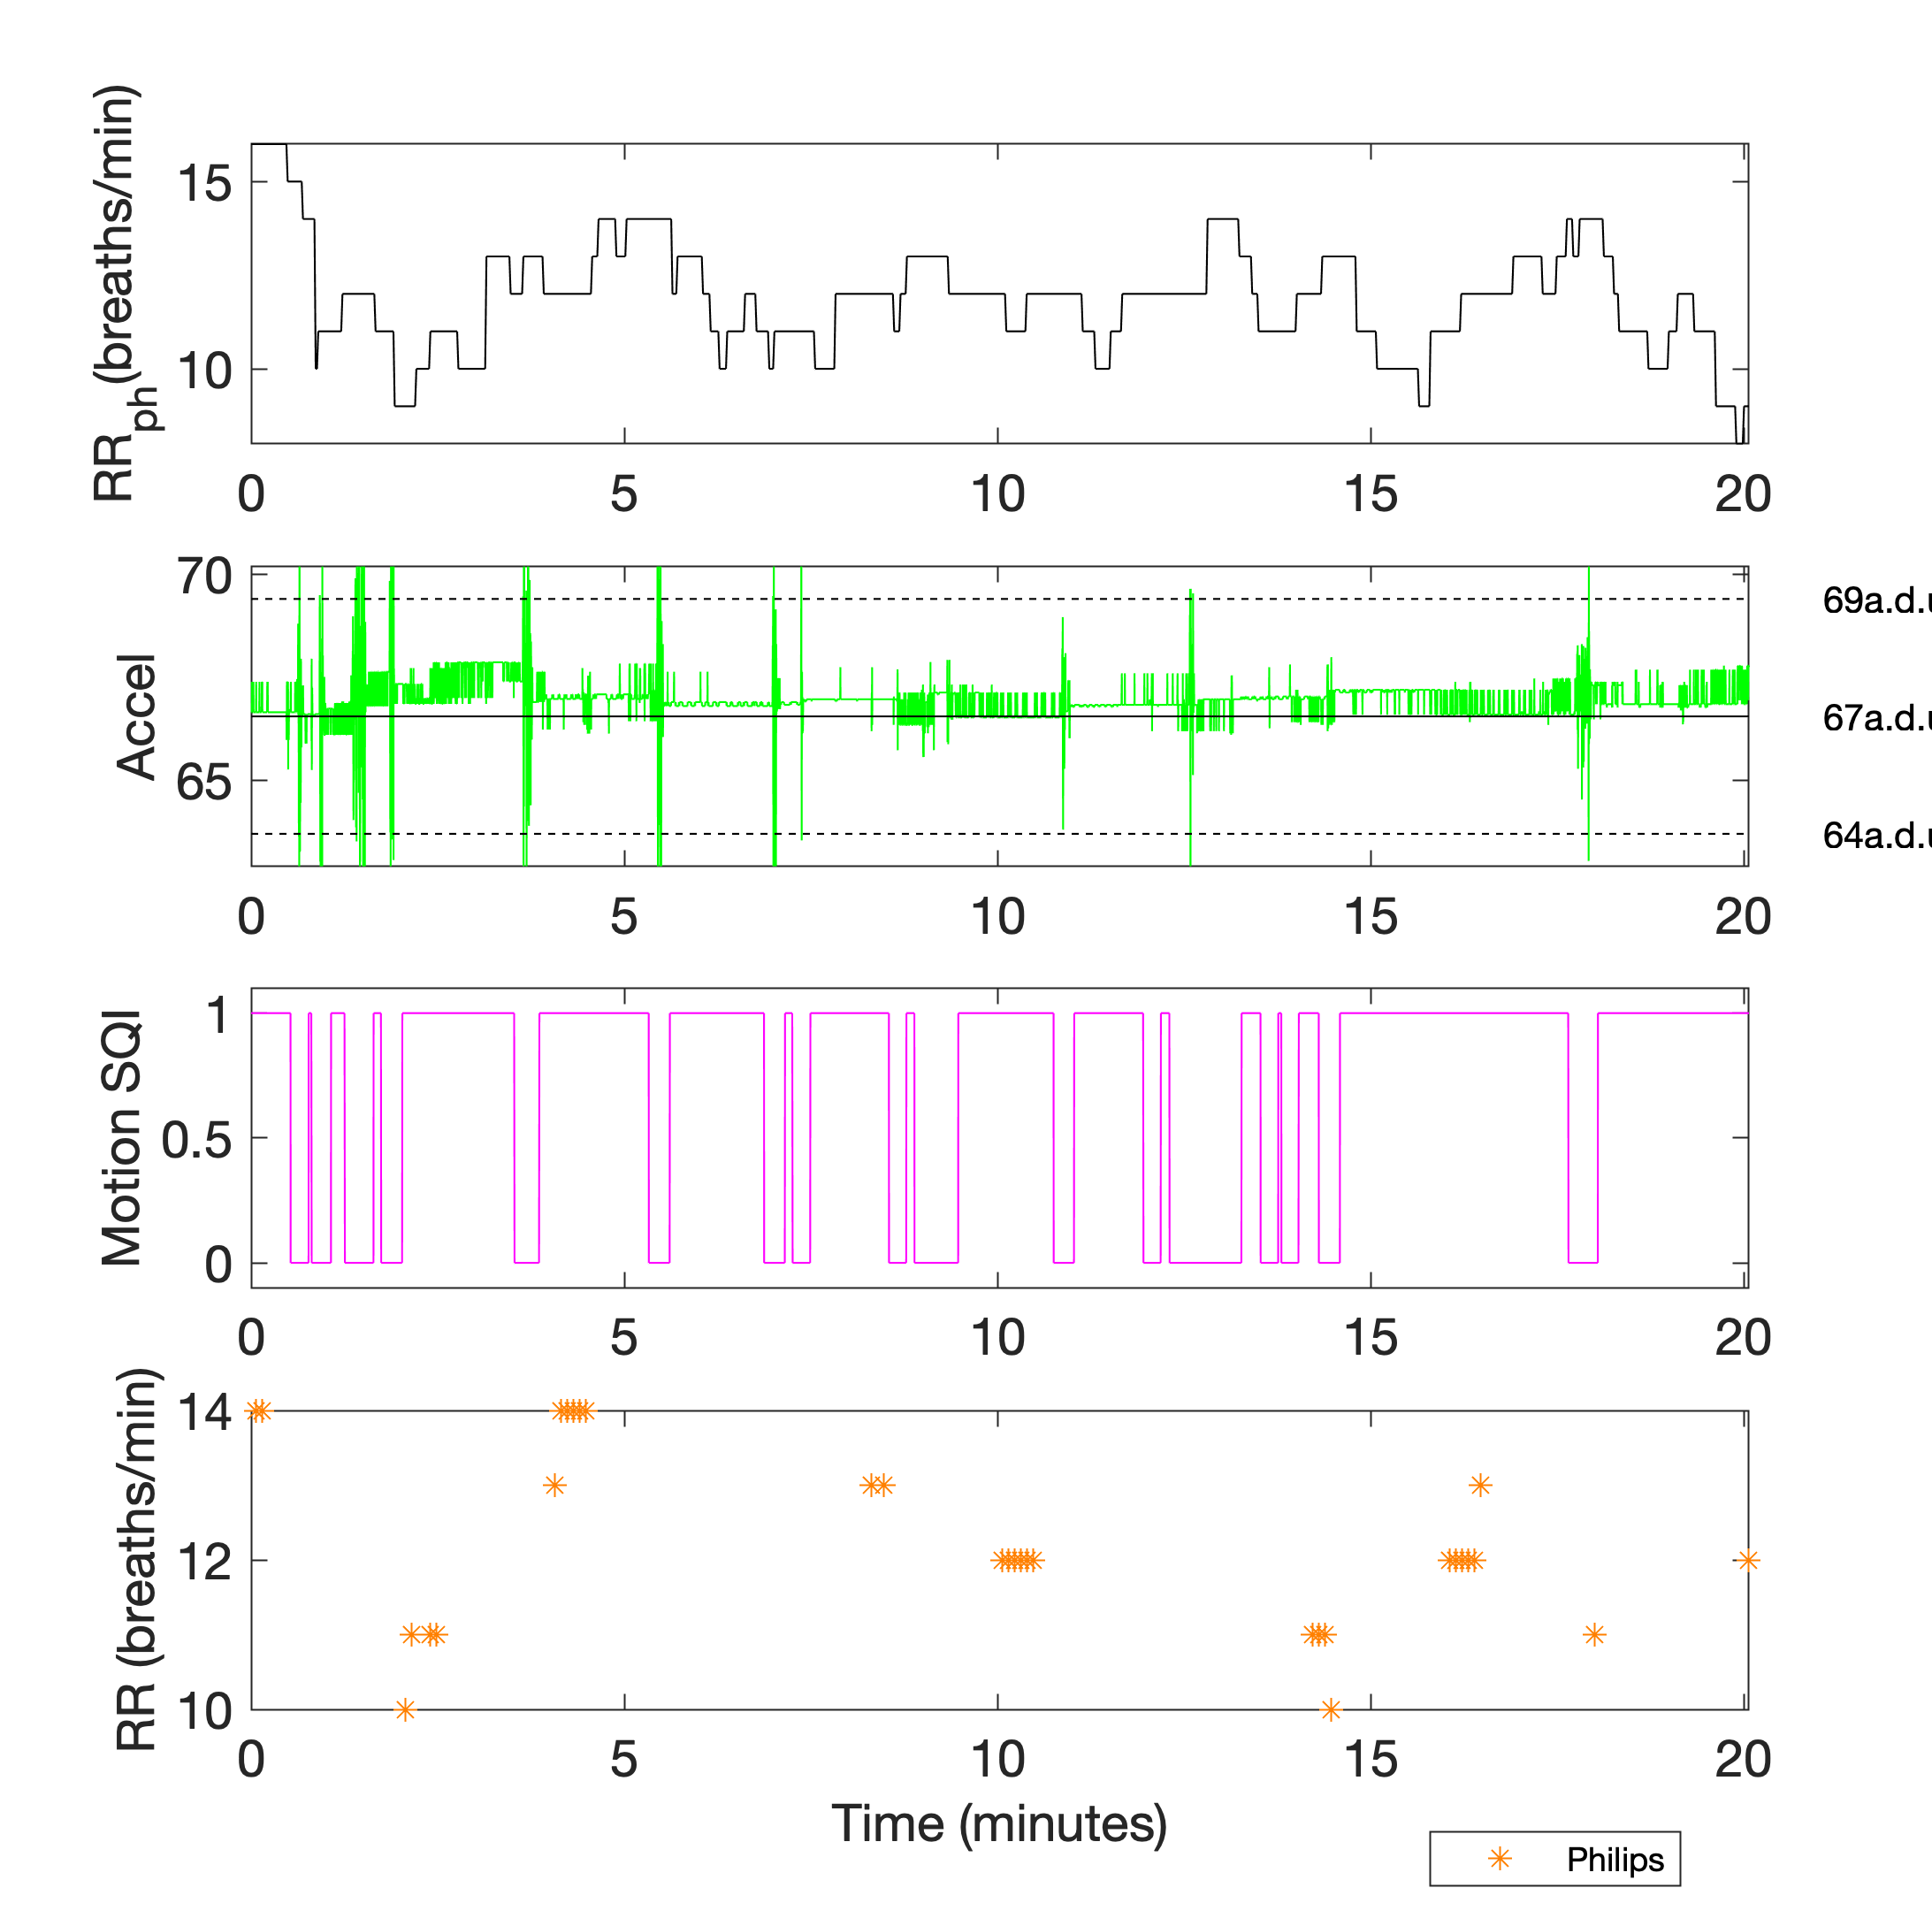 RRph (breaths/min)
15
10
0 5 10 15 20
Accel
70
65
69a.d.u
67a.d.u
64a.d.u
0 5 10 15 20
Motion SQI
1
0.5
0
0 5 10 15 20
RR (breaths/min)
14
12
10
0 5 10 15 20
Time (minutes)
Philips